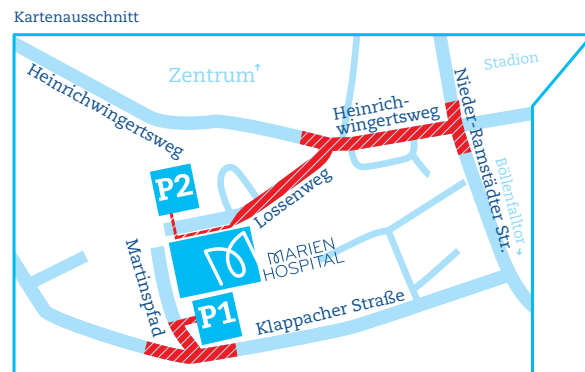 Kartenausschnitt
Zentrum↑
Stadion
Heinrichwingertsweg
Heinrich-
wingertsweg
Nieder-Ramstädter Str.
Böllenfalltor →
P2
Lossenweg
MARIEN
HOSPITAL
Martinspfad
P1
Klappacher Straße